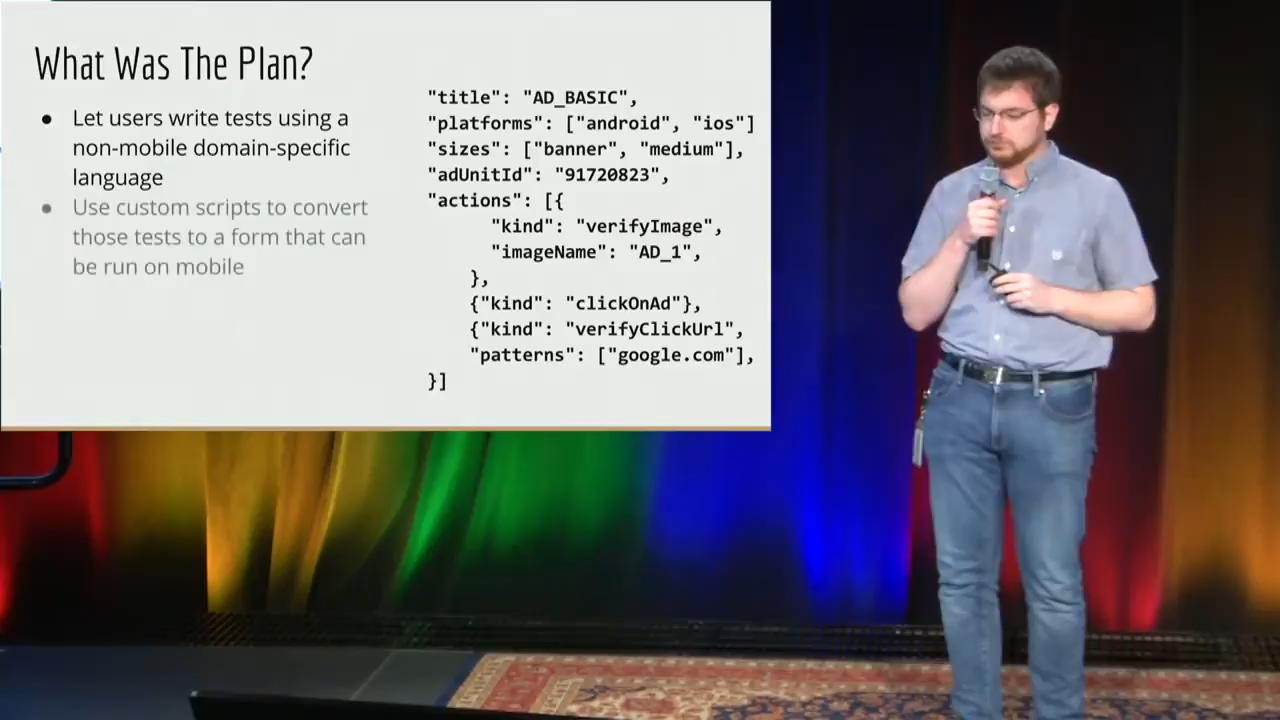 What Was The Plan?
● Let users write tests using a
non-mobile domain-specific
language
● Use custom scripts to convert
those tests to a form that can
be run on mobile
"title": "AD_BASIC",
"platforms": ["android", "ios"]
"sizes": ["banner", "medium"],
"adUnitId": "91720823",
"actions": [{
"kind": "verifyImage",
"imageName": "AD_1",
},
{"kind": "clickOnAd"},
{"kind": "verifyClickUrl",
"patterns": ["google.com"],
}]